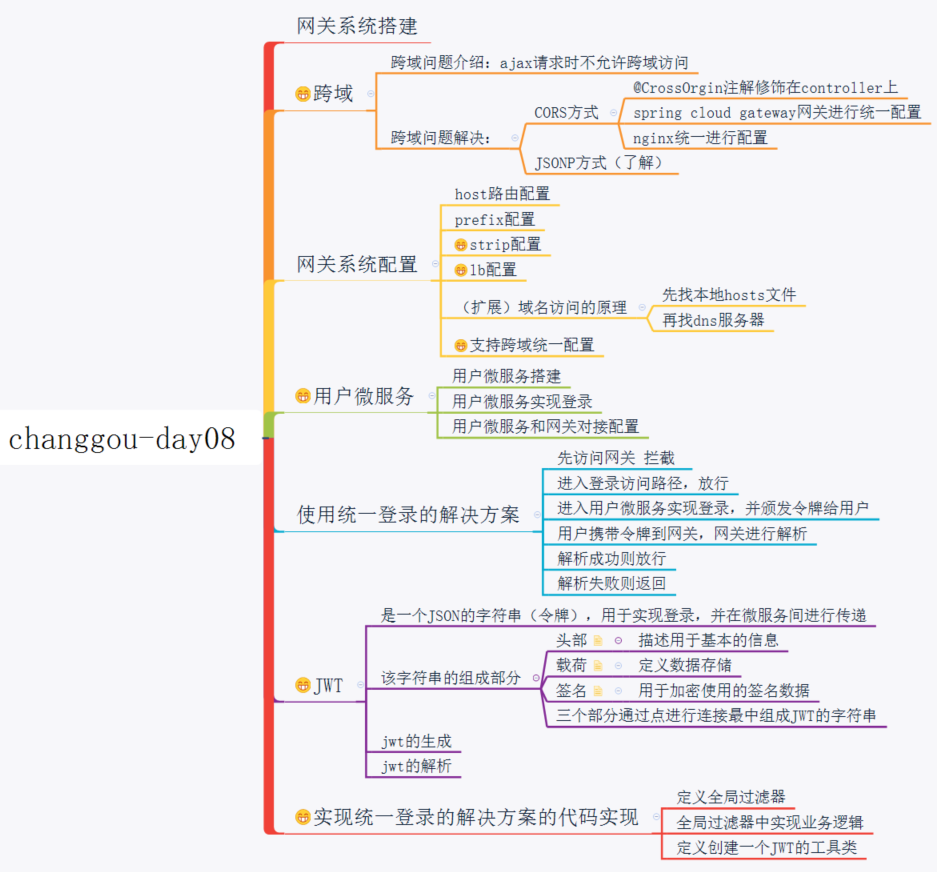 changgou-day08
网关系统搭建
跨域
跨域问题介绍：ajax请求时不允许跨域访问
跨域问题解决：
CORS方式
@CrossOrgin注解修饰在controller上
spring cloud gateway网关进行统一配置
nginx统一进行配置
JSONP方式（了解）
网关系统配置
host路由配置
prefix配置
strip配置
lb配置
（扩展）域名访问的原理
先找本地hosts文件
再找dns服务器
支持跨域统一配置
用户微服务
用户微服务搭建
用户微服务实现登录
用户微服务和网关对接配置
使用统一登录的解决方案
先访问网关 拦截
进入登录访问路径，放行
进入用户微服务实现登录，并颁发令牌给用户
用户携带令牌到网关，网关进行解析
解析成功则放行
解析失败则返回
JWT
是一个JSON的字符串（令牌），用于实现登录，并在微服务间进行传递
该字符串的组成部分
头部
描述用于基本的信息
载荷
定义数据存储
签名
用于加密使用的签名数据
三个部分通过点进行连接最中组成JWT的字符串
jwt的生成
jwt的解析
实现统一登录的解决方案的代码实现
定义全局过滤器
全局过滤器中实现业务逻辑
定义创建一个JWT的工具类